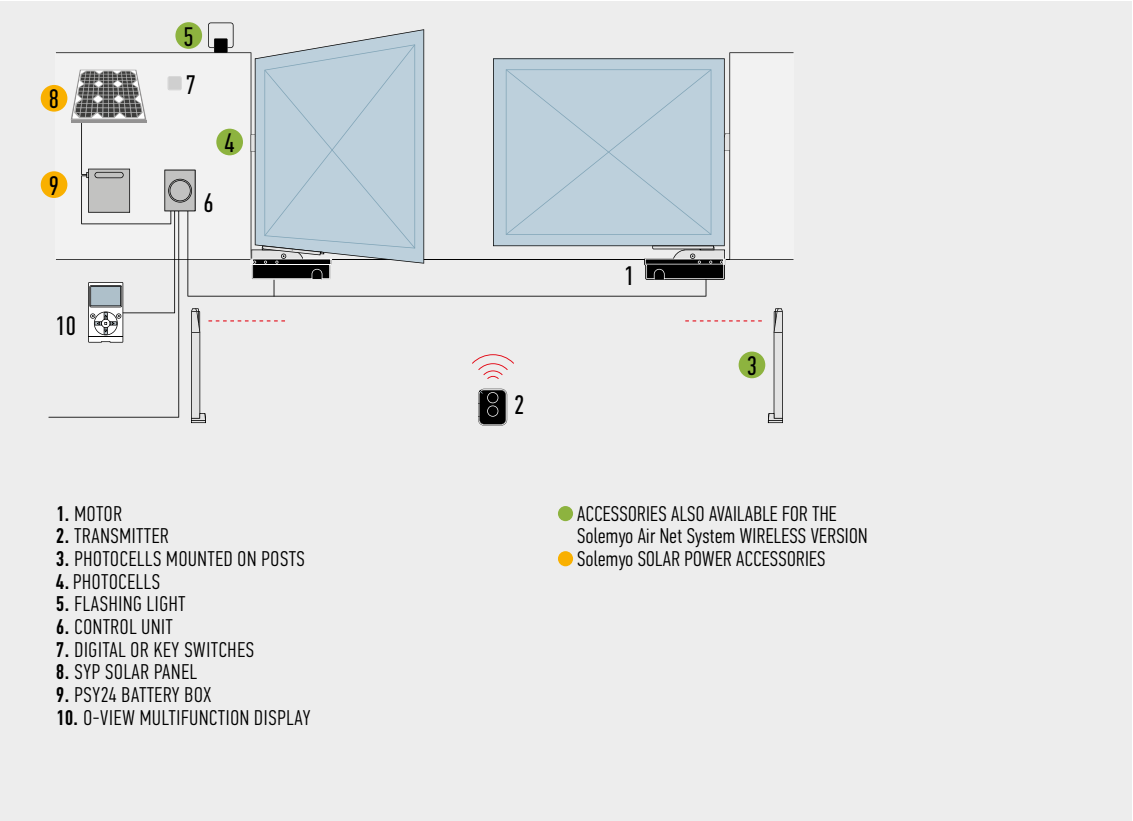 5
7
8
4
9
6
1
10
3
2
1. MOTOR
2. TRANSMITTER
3. PHOTOCELLS MOUNTED ON POSTS
4. PHOTOCELLS
5. FLASHING LIGHT
6. CONTROL UNIT
7. DIGITAL OR KEY SWITCHES
8. SYP SOLAR PANEL
9. PSY24 BATTERY BOX
10. O-VIEW MULTIFUNCTION DISPLAY
ACCESSORIES ALSO AVAILABLE FOR THE
Solemyo Air Net System WIRELESS VERSION
Solemyo SOLAR POWER ACCESSORIES